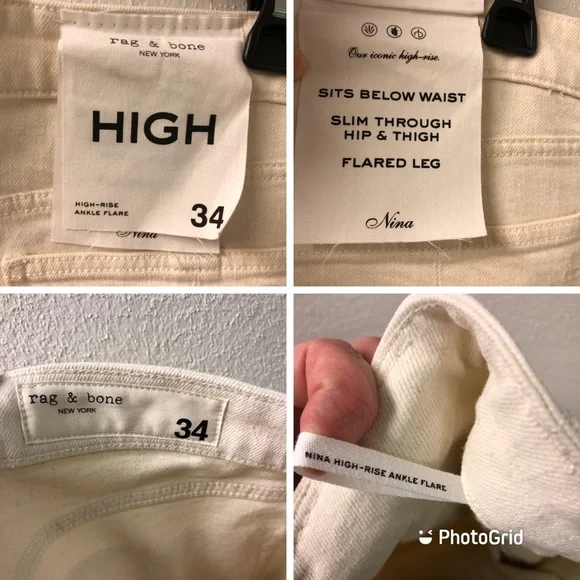 rag & bone
NEW YORK
HIGH
HIGH-RISE
ANKLE FLARE
34
Nina
Our iconic high-rise.
SITS BELOW WAIST
SLIM THROUGH
HIP & THIGH
FLARED LEG
Nina
rag & bone
NEW YORK
34
NINA HIGH-RISE ANKLE FLARE
PhotoGrid